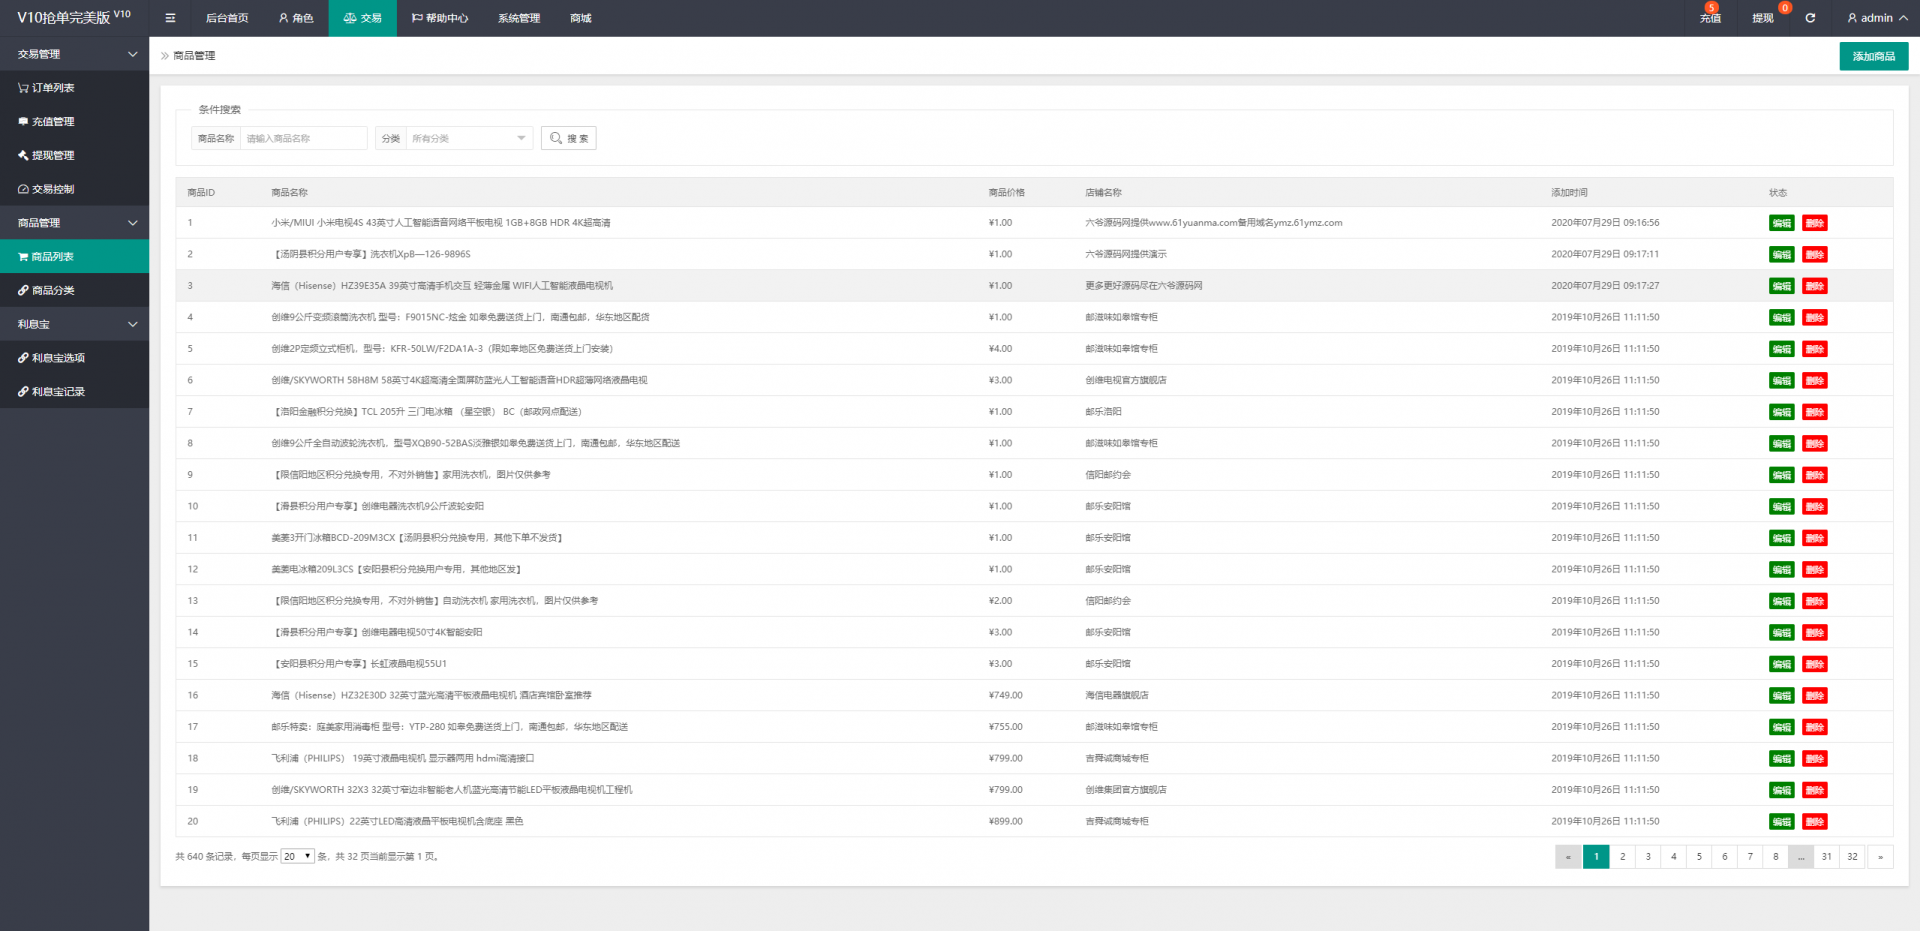 V10抢单完美版 V10
后台首页 角色 交易 帮助中心 系统管理 商城
充值 5 提现 0 admin
交易管理
订单列表
充值管理
提现管理
交易控制
商品管理
商品列表
商品分类
利息宝
利息宝选项
利息宝记录
商品管理 添加商品
条件搜索
商品名称 请输入商品名称 分类 所有分类 搜 索
商品ID 商品名称 商品价格 店铺名称 添加时间 状态
1 小米/MIUI 小米电视4S 43英寸人工智能语音网络平板电视 1GB+8GB HDR 4K超高清 ¥1.00 六爷源码网提供www.61yuanma.com备用域名ymz.61ymz.com 2020年07月29日 09:16:56 编辑 删除
2 【汤阴县积分用户专享】洗衣机XpB—126-9896S ¥1.00 六爷源码网提供演示 2020年07月29日 09:17:11 编辑 删除
3 海信（Hisense）HZ39E35A 39英寸高清手机交互 轻薄金属 WIFI人工智能液晶电视机 ¥1.00 更多更好源码尽在六爷源码网 2020年07月29日 09:17:27 编辑 删除
4 创维9公斤变频滚筒洗衣机 型号：F9015NC-炫金 如皋免费送货上门，南通包邮，华东地区配货 ¥1.00 邮滋味如皋馆专柜 2019年10月26日 11:11:50 编辑 删除
5 创维2P定频立式柜机，型号：KFR-50LW/F2DA1A-3（限如皋地区免费送货上门安装） ¥4.00 邮滋味如皋馆专柜 2019年10月26日 11:11:50 编辑 删除
6 创维/SKYWORTH 58H8M 58英寸4K超高清全面屏防蓝光人工智能语音HDR超薄网络液晶电视 ¥3.00 创维电视官方旗舰店 2019年10月26日 11:11:50 编辑 删除
7 【洛阳金融积分兑换】TCL 205升 三门电冰箱 （星空银） BC（邮政网点配送） ¥1.00 邮乐洛阳 2019年10月26日 11:11:50 编辑 删除
8 创维9公斤全自动波轮洗衣机，型号XQB90-52BAS淡雅银如皋免费送货上门，南通包邮，华东地区配送 ¥1.00 邮滋味如皋馆专柜 2019年10月26日 11:11:50 编辑 删除
9 【限信阳地区积分兑换专用，不对外销售】家用洗衣机，图片仅供参考 ¥1.00 信阳邮约会 2019年10月26日 11:11:50 编辑 删除
10 【滑县积分用户专享】创维电器洗衣机9公斤波轮安阳 ¥1.00 邮乐安阳馆 2019年10月26日 11:11:50 编辑 删除
11 美菱3开门冰箱BCD-209M3CX【汤阴县积分兑换专用，其他下单不发货】 ¥1.00 邮乐安阳馆 2019年10月26日 11:11:50 编辑 删除
12 美菱电冰箱209L3CS【安阳县积分兑换用户专用，其他地区发】 ¥1.00 邮乐安阳馆 2019年10月26日 11:11:50 编辑 删除
13 【限信阳地区积分兑换专用，不对外销售】自动洗衣机 家用洗衣机，图片仅供参考 ¥2.00 信阳邮约会 2019年10月26日 11:11:50 编辑 删除
14 【滑县积分用户专享】创维电器电视50寸4K智能安阳 ¥3.00 邮乐安阳馆 2019年10月26日 11:11:50 编辑 删除
15 【安阳县积分用户专享】长虹液晶电视55U1 ¥3.00 邮乐安阳馆 2019年10月26日 11:11:50 编辑 删除
16 海信（Hisense）HZ32E30D 32英寸蓝光高清平板液晶电视机 酒店宾馆卧室推荐 ¥749.00 海信电器旗舰店 2019年10月26日 11:11:50 编辑 删除
17 邮乐特卖：庭美家用消毒柜 型号：YTP-280 如皋免费送货上门，南通包邮，华东地区配送 ¥755.00 邮滋味如皋馆专柜 2019年10月26日 11:11:50 编辑 删除
18 飞利浦（PHILIPS） 19英寸液晶电视机 显示器两用 hdmi高清接口 ¥799.00 吉舜诚商城专柜 2019年10月26日 11:11:50 编辑 删除
19 创维/SKYWORTH 32X3 32英寸窄边非智能老人机蓝光高清节能LED平板液晶电视机工程机 ¥799.00 创维集团官方旗舰店 2019年10月26日 11:11:50 编辑 删除
20 飞利浦（PHILIPS）22英寸LED高清液晶平板电视机含底座 黑色 ¥899.00 吉舜诚商城专柜 2019年10月26日 11:11:50 编辑 删除
共 640 条记录，每页显示 20 条，共 32 页当前显示第 1 页。 « 1 2 3 4 5 6 7 8 ... 31 32 »